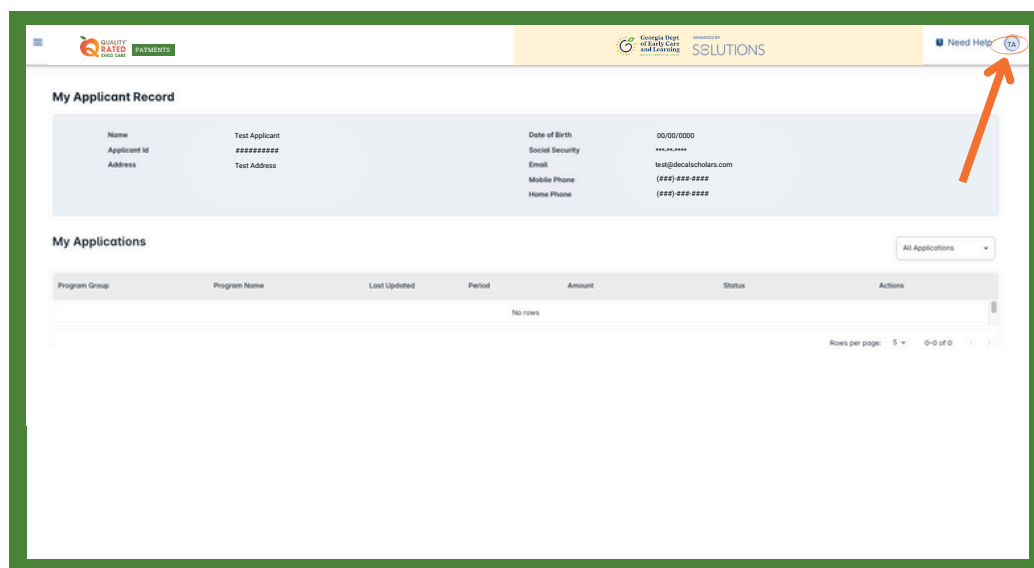 QUALITY
RATED
CHILD CARE
PAYMENTS
Georgia Dept
of Early Care
and Learning
MANAGED BY
SOLUTIONS
Need Help
TA
My Applicant Record
Name Test Applicant
Applicant Id ##########
Address Test Address
Date of Birth 00/00/0000
Social Security ***-**-****
Email test@decalscholars.com
Mobile Phone (###)-###-####
Home Phone (###)-###-####
My Applications
All Applications
Program Group Program Name Last Updated Period Amount Status Actions
No rows
Rows per page: 5 0-0 of 0